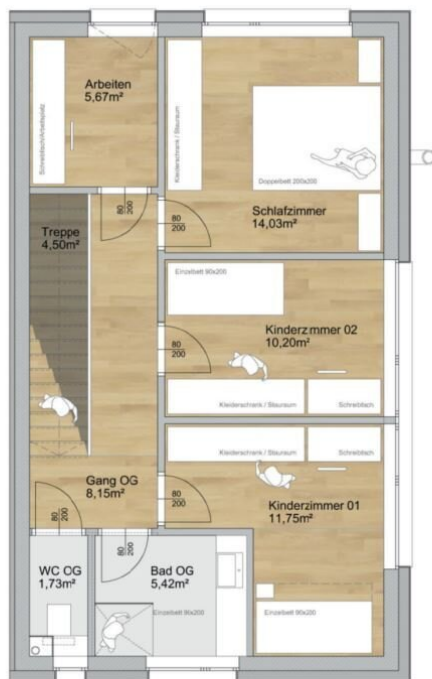 Arbeiten
5,67m²
Schreibtisch/Arbeitsplatz
Kleiderschrank / Stauraum
Doppelbett 200x200
80
200
Schlafzimmer
14,03m²
80
200
Treppe
4,50m²
Einzelbett 90x200
Kinderzimmer 02
10,20m²
80
200
Kleiderschrank / Stauraum
Schreibtisch
Kleiderschrank / Stauraum
Schreibtisch
Gang OG
8,15m²
80
200
Kinderzimmer 01
11,75m²
80
200
80
200
WC OG
1,73m²
Bad OG
5,42m²
Einzelbett 90x200
Einzelbett 90x200